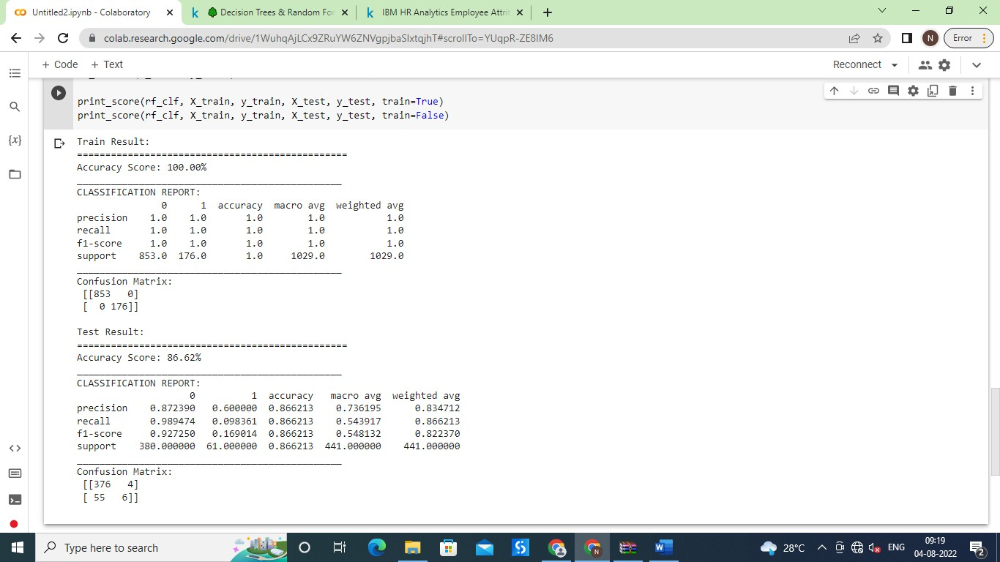 Untitled2.ipynb - Colaboratory
Decision Trees & Random For
IBM HR Analytics Employee Attrit
colab.research.google.com/drive/1WuhqAjLCx9ZRuYW6ZNVgpjbaSIxtqjhT#scrollTo=YUqpR-ZE8IM6
N
Error
+ Code + Text
Reconnect
print_score(rf_clf, X_train, y_train, X_test, y_test, train=True)
print_score(rf_clf, X_train, y_train, X_test, y_test, train=False)
{x}
Train Result:
================================================
Accuracy Score: 100.00%
_______________________________________________
CLASSIFICATION REPORT:
0 1 accuracy macro avg weighted avg
precision 1.0 1.0 1.0 1.0 1.0
recall 1.0 1.0 1.0 1.0 1.0
f1-score 1.0 1.0 1.0 1.0 1.0
support 853.0 176.0 1.0 1029.0 1029.0
_______________________________________________
Confusion Matrix:
[[853 0]
[ 0 176]]
Test Result:
================================================
Accuracy Score: 86.62%
_______________________________________________
CLASSIFICATION REPORT:
0 1 accuracy macro avg weighted avg
precision 0.872390 0.600000 0.866213 0.736195 0.834712
recall 0.989474 0.098361 0.866213 0.543917 0.866213
f1-score 0.927250 0.169014 0.866213 0.548132 0.822370
support 380.000000 61.000000 0.866213 441.000000 441.000000
_______________________________________________
Confusion Matrix:
[[376 4]
[ 55 6]]
Type here to search
28°C
ENG
09:19
04-08-2022
2